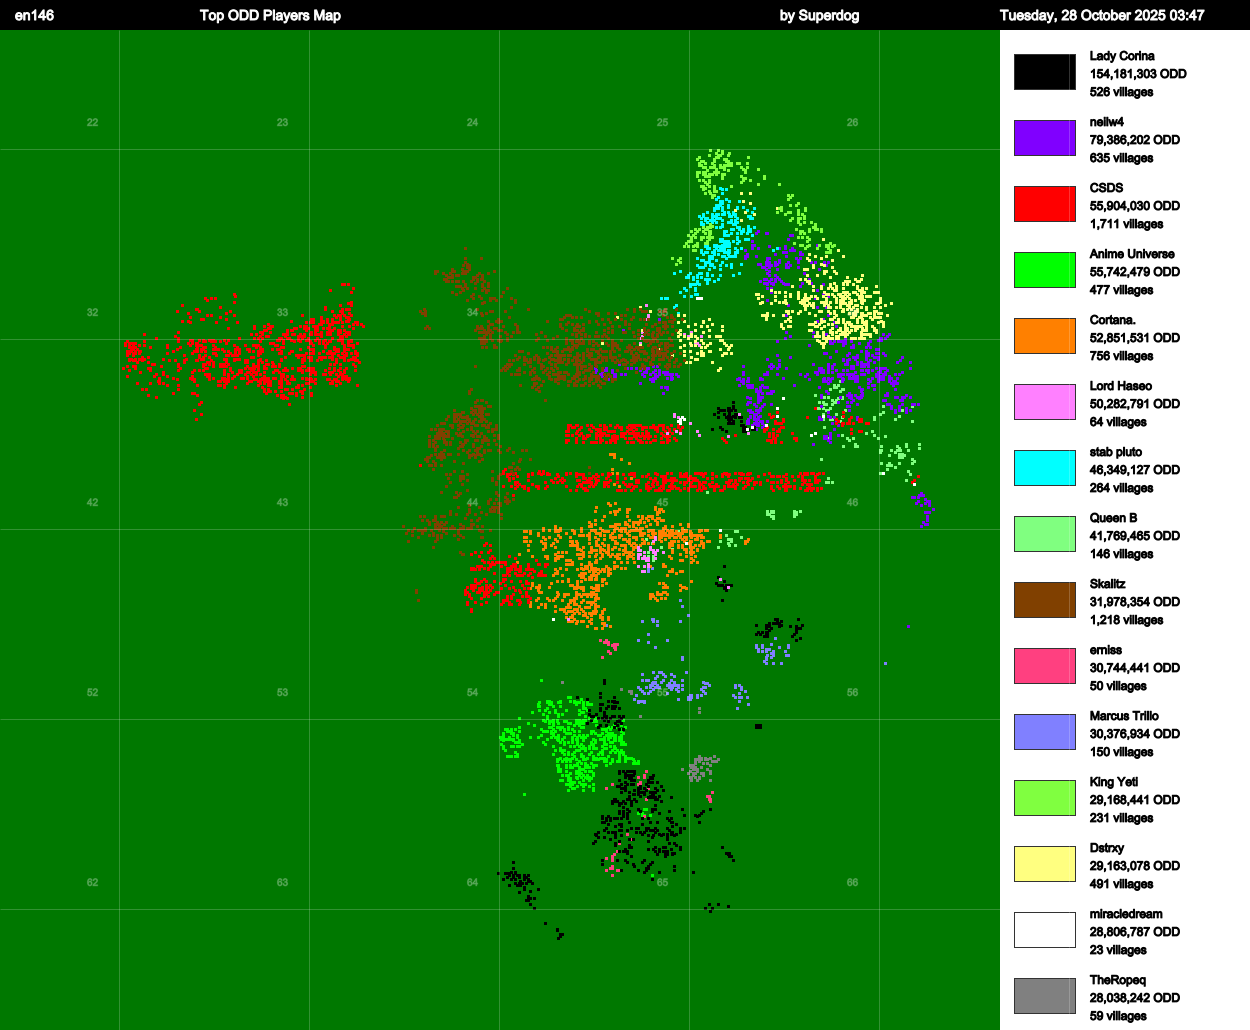 en146 Top ODD Players Map by Superdog Tuesday, 28 October 2025 03:47
Lady Corina
154,181,303 ODD
526 villages
neilw4
79,386,202 ODD
635 villages
CSDS
55,904,030 ODD
1,711 villages
Anime Universe
55,742,479 ODD
477 villages
Cortana.
52,851,531 ODD
756 villages
Lord Haseo
50,282,791 ODD
64 villages
stab pluto
46,349,127 ODD
264 villages
Queen B
41,769,465 ODD
146 villages
Skalitz
31,978,354 ODD
1,218 villages
erniss
30,744,441 ODD
50 villages
Marcus Trillo
30,376,934 ODD
150 villages
King Yeti
29,168,441 ODD
231 villages
Dstrxy
29,163,078 ODD
491 villages
miracledream
28,806,787 ODD
23 villages
TheRopeq
28,038,242 ODD
59 villages
22 23 24 25 26
32 33 34 35
42 43 44 45 46
52 53 54 55 56
62 63 64 65 66